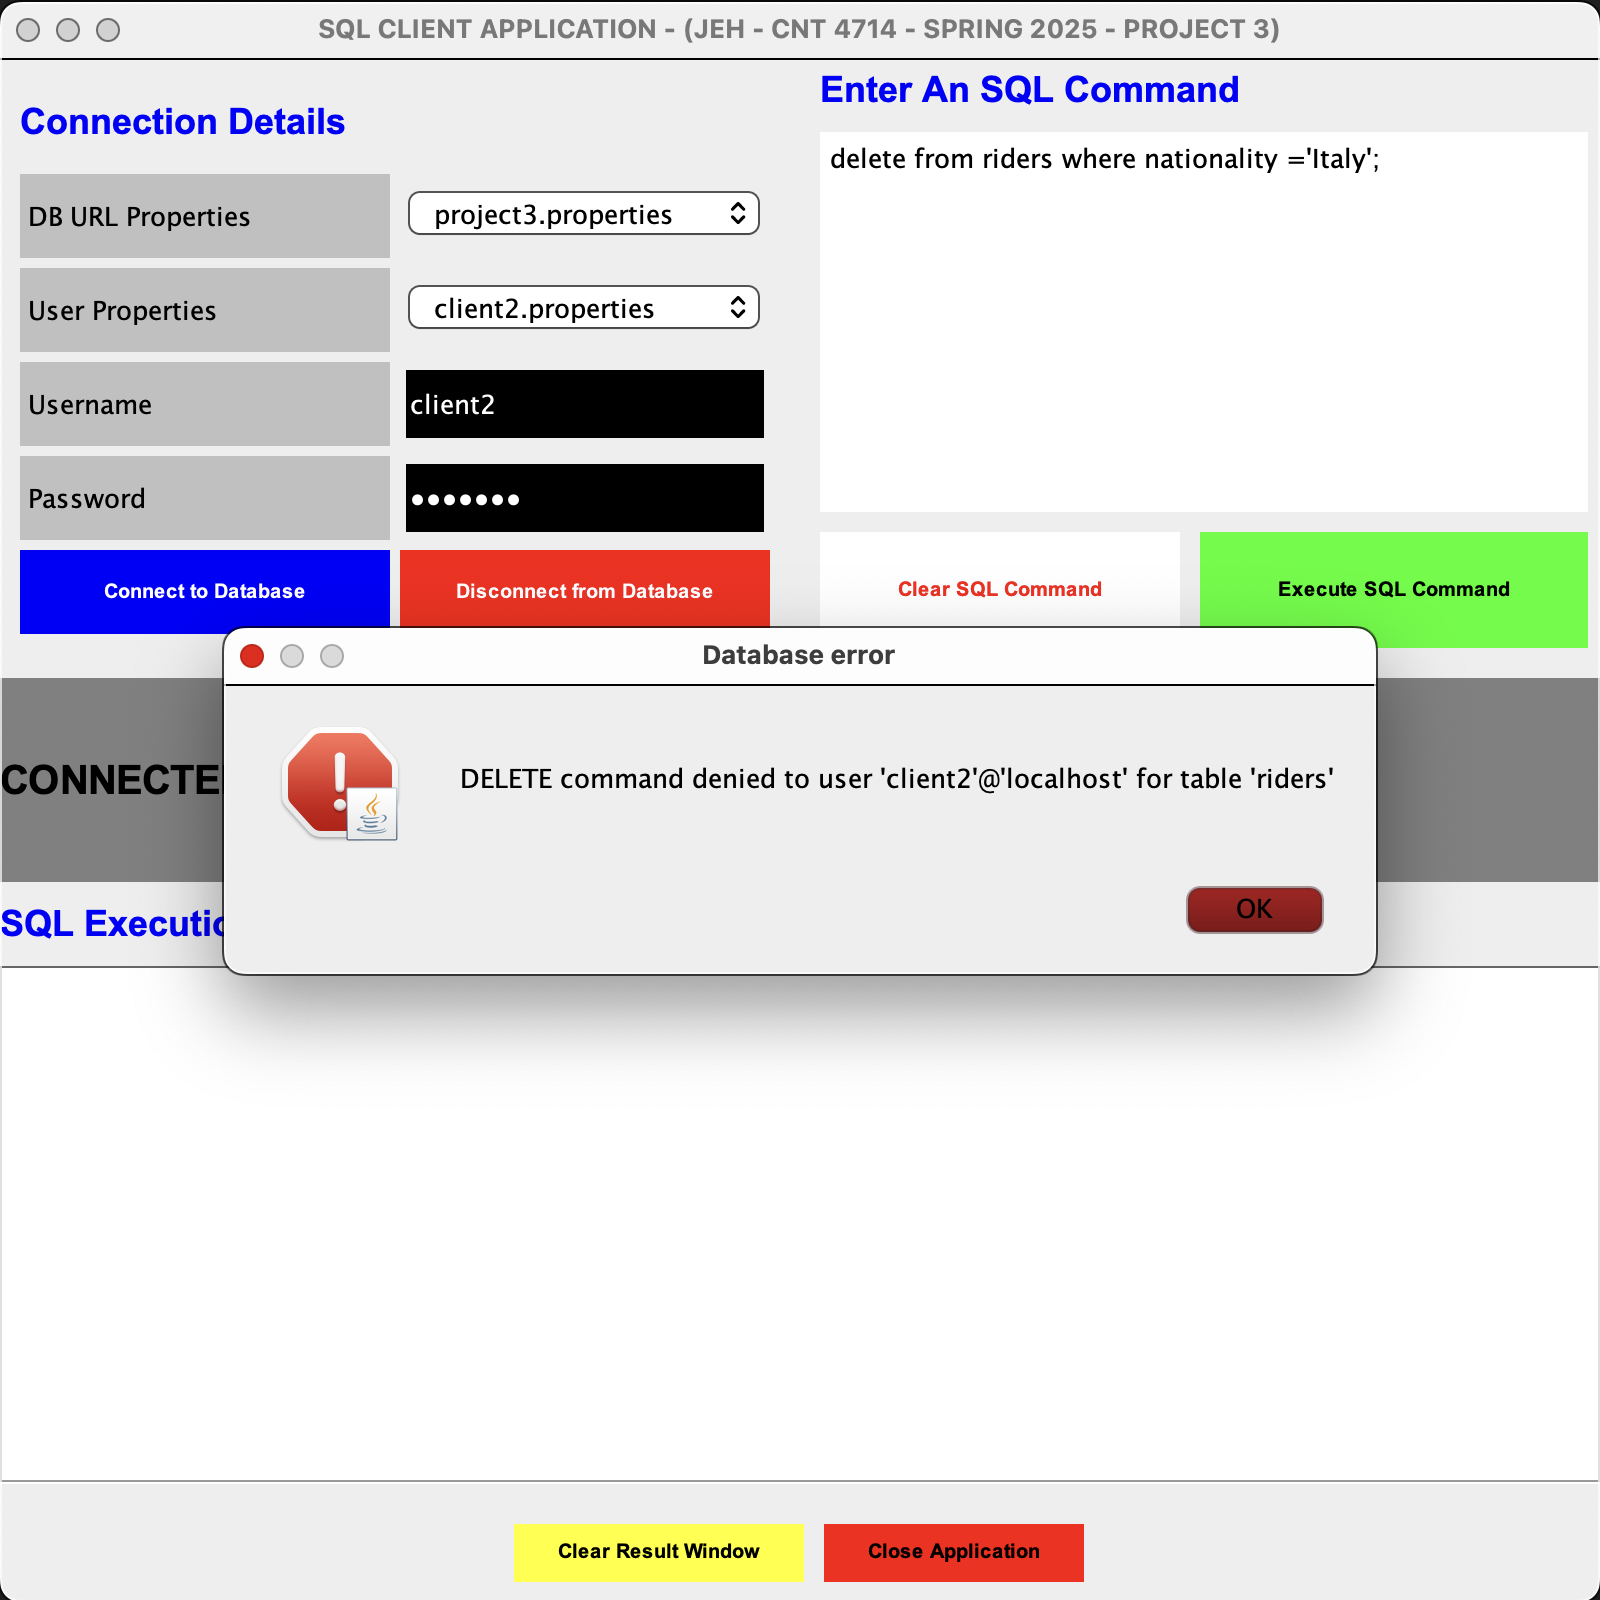 SQL CLIENT APPLICATION - (JEH - CNT 4714 - SPRING 2025 - PROJECT 3)
Connection Details
DB URL Properties
project3.properties
User Properties
client2.properties
Username
client2
Password
Connect to Database
Disconnect from Database
Enter An SQL Command
delete from riders where nationality ='Italy';
Clear SQL Command
Execute SQL Command
Database error
DELETE command denied to user 'client2'@'localhost' for table 'riders'
OK
CONNECTE
SQL Executio
Clear Result Window
Close Application